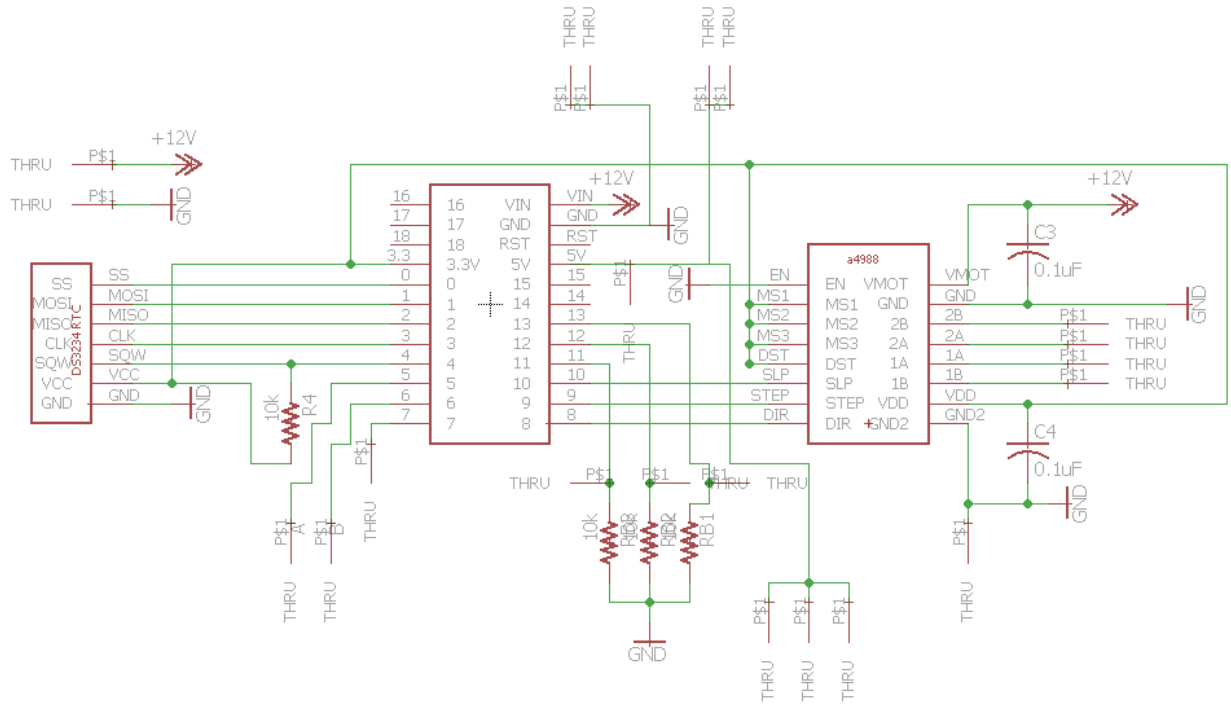 THRU THRU THRU THRU
P$1 P$1 P$1 P$1
+12V
THRU P$1
THRU P$1 GND
+12V
+12V
16 16 VIN VIN
17 17 GND GND GND
18 18 RST RST
3.3 3.3V 5V 5V P$1
0 0 15 15
1 1 14 14
2 2 13 13
3 3 12 12
4 4 11 11
5 5 10 10
6 6 9 9
7 7 8 8
THRU
DS3234 RTC
SS SS
MOSI MOSI
MISO MISO
CLK CLK
SQW SQW
VCC VCC
GND GND GND
10k R4
a4988
GND
EN EN VMOT VMOT
MS1 MS1 GND GND
MS2 MS2 2B 2B P$1 THRU
MS3 MS3 2A 2A P$1 THRU
DST DST 1A 1A P$1 THRU
SLP SLP 1B 1B P$1 THRU
STEP STEP VDD VDD
DIR DIR GND2 GND2
C3
0.1uF
GND
C4
0.1uF
GND
P$1 THRU
P$1 A THRU
P$1 B THRU
THRU P$1 P$1 P$1 THRU THRU
10k RB1
GND
P$1 P$1 P$1
THRU THRU THRU
P$1 THRU